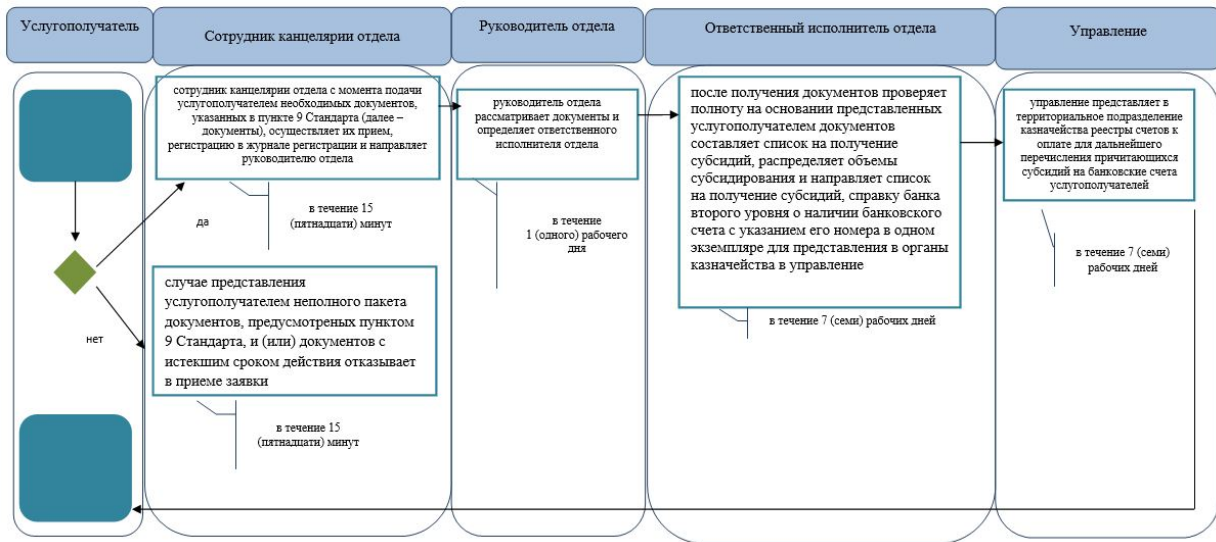 Услугополучатель
Сотрудник канцелярии отдела
Руководитель отдела
Ответственный исполнитель отдела
Управление
сотрудник канцелярии отдела с момента подачи
услугополучателем необходимых документов,
указанных в пункте 9 Стандарта (далее –
документы), осуществляет их прием,
регистрацию в журнале регистрации и направляет
руководителю отдела
в течение 15
(пятнадцати) минут
да
нет
случае представления
услугополучателем неполного пакета
документов, предусмотреных пунктом
9 Стандарта, и (или) документов с
истекшим сроком действия отказывает
в приеме заявки
в течение 15
(пятнадцати) минут
руководитель отдела
рассматривает документы и
определяет ответственного
исполнителя отдела
в течение
1 (одного) рабочего
дня
после получения документов проверяет
полноту на основании представленных
услугополучателем документов
составляет список на получение
субсидий, распределяет объемы
субсидирования и направляет список
на получение субсидий, справку банка
второго уровня о наличии банковского
счета с указанием его номера в одном
экземпляре для представления в органы
казначейства в управление
в течение 7 (семи) рабочих дней
управление представляет в
территориальное подразделение
казначейства реестры счетов к
оплате для дальнейшего
перечисления причитающихся
субсидий на банковские счета
услугополучателей
в течение 7 (семи)
рабочих дней